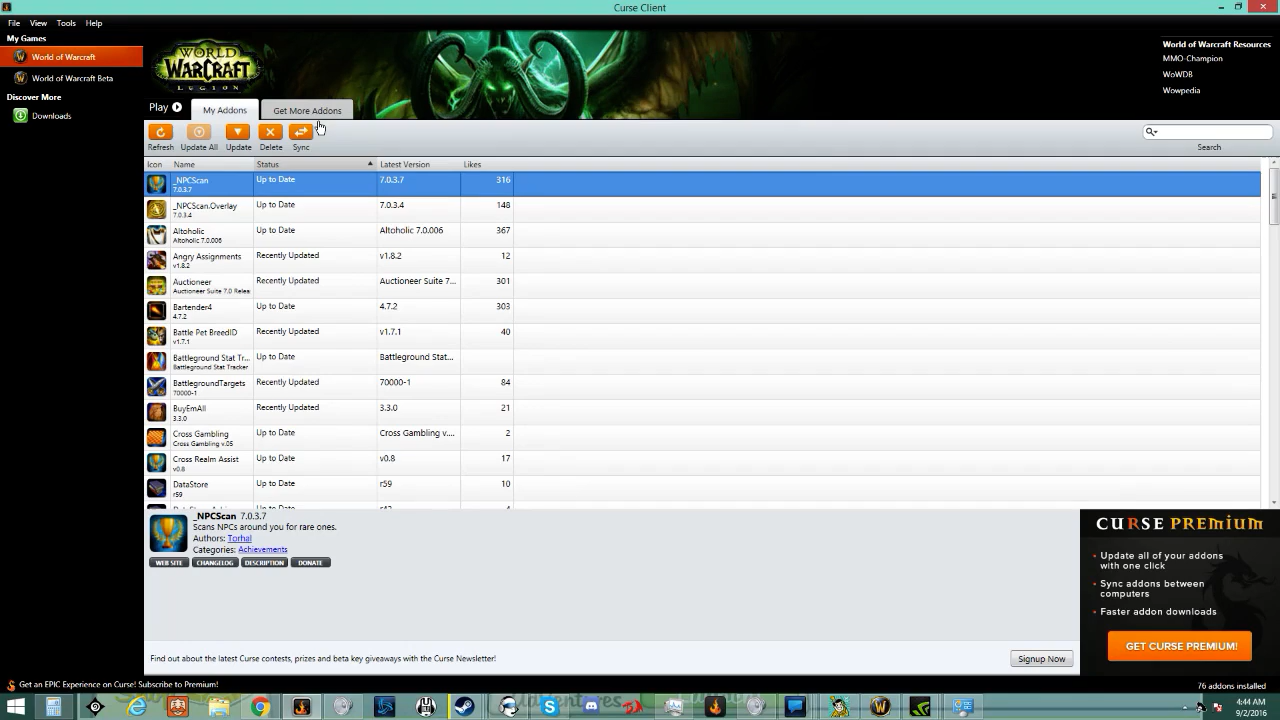 Curse Client
File View Tools Help
My Games
World of Warcraft
World of Warcraft Beta
Discover More
Downloads
WORLD
WARCRAFT
LEGION
World of Warcraft Resources
MMO-Champion
WoWDB
Wowpedia
Play
My Addons
Get More Addons
Refresh Update All Update Delete Sync
Search
Icon Name Status Latest Version Likes
_NPCScan Up to Date 7.0.3.7 316
7.0.3.7
_NPCScan.Overlay Up to Date 7.0.3.4 148
7.0.3.4
Altoholic Up to Date Altoholic 7.0.006 367
Altoholic 7.0.006
Angry Assignments Recently Updated v1.8.2 12
v1.8.2
Auctioneer Recently Updated Auctioneer Suite 7... 301
Auctioneer Suite 7.0 Relea
Bartender4 Up to Date 4.7.2 303
4.7.2
Battle Pet BreedID Recently Updated v1.7.1 40
v1.7.1
Battleground Stat Tr... Up to Date Battleground Stat...
Battleground Stat Tracker
BattlegroundTargets Recently Updated 70000-1 84
70000-1
BuyEmAll Recently Updated 3.3.0 21
3.3.0
Cross Gambling Up to Date Cross Gambling v.... 2
Cross Gambling v.05
Cross Realm Assist Up to Date v0.8 17
v0.8
DataStore Up to Date r59 10
r59
_NPCScan 7.0.3.7
Scans NPCs around you for rare ones.
Authors: Torhal
Categories: Achievements
WEB SITE CHANGELOG DESCRIPTION DONATE
CURSE PREMIUM
• Update all of your addons
with one click
• Sync addons between
computers
• Faster addon downloads
GET CURSE PREMIUM!
Find out about the latest Curse contests, prizes and beta key giveaways with the Curse Newsletter!
Signup Now
Get an EPIC Experience on Curse! Subscribe to Premium!
76 addons installed
4:44 AM
9/2/2016